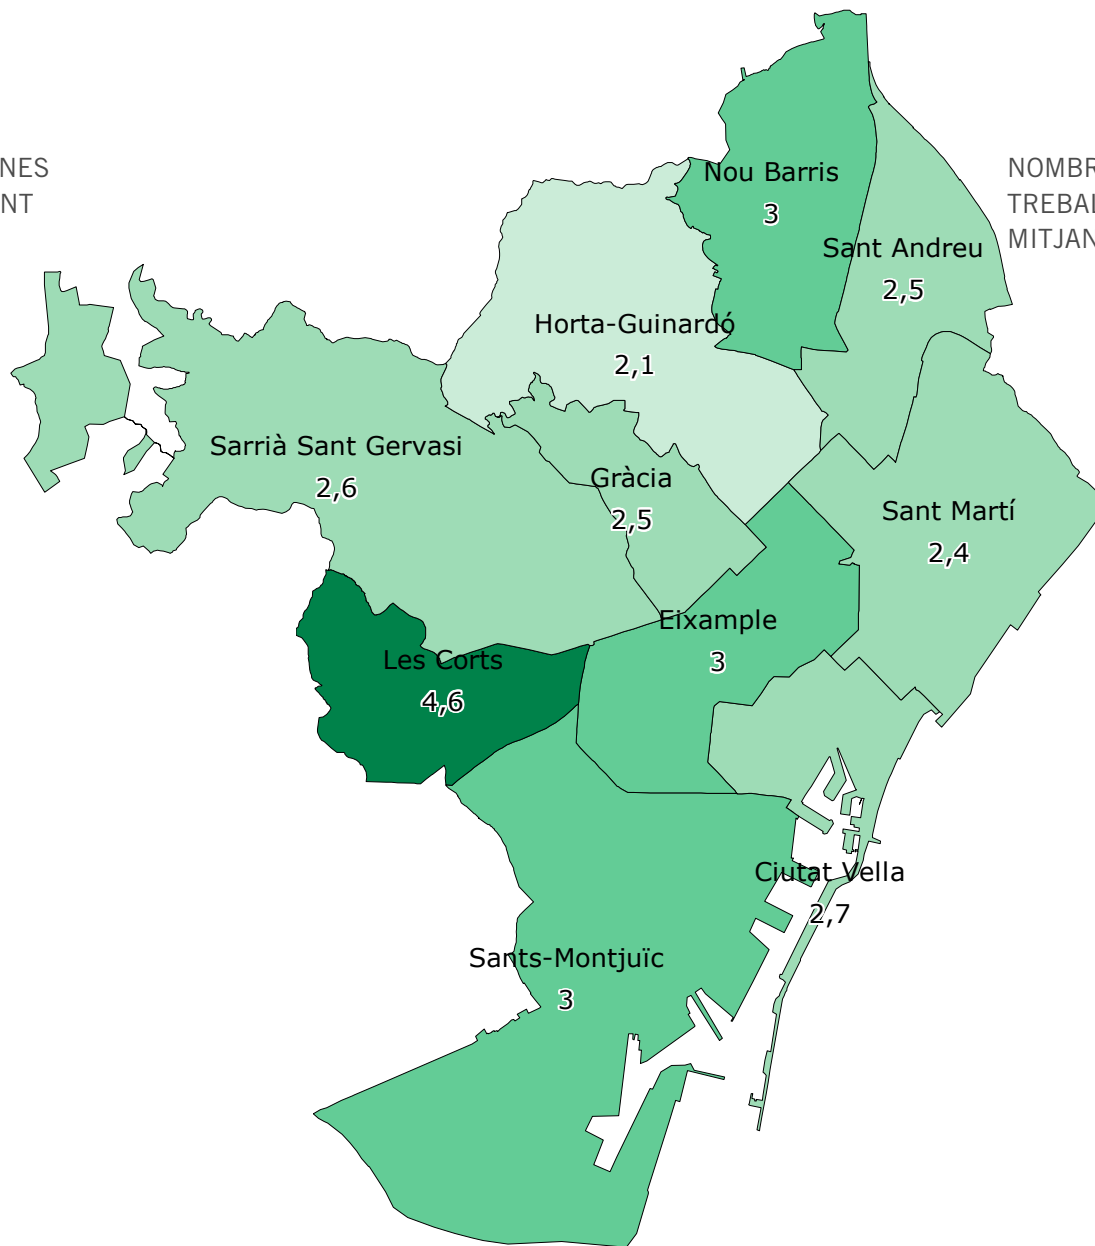 NES
NT
NOMBR
TREBAL
MITJAN
Nou Barris
3
Sant Andreu
2,5
Horta-Guinardó
2,1
Sarrià Sant Gervasi
2,6
Gràcia
2,5
Sant Martí
2,4
Eixample
3
Les Corts
4,6
Ciutat Vella
2,7
Sants-Montjuïc
3